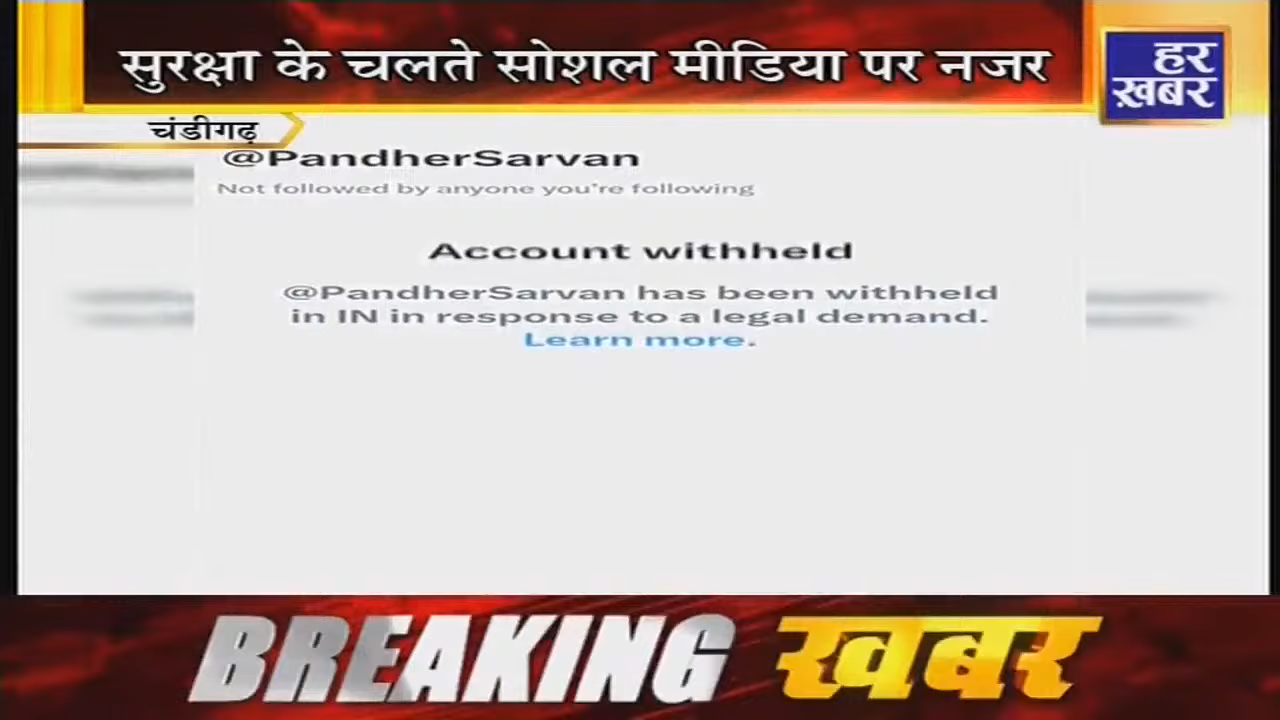 सुरक्षा के चलते सोशल मीडिया पर नजर
हर
ख़बर
चंडीगढ़
@PandherSarvan
Not followed by anyone you're following
Account withheld
@PandherSarvan has been withheld
in IN in response to a legal demand.
Learn more.
BREAKING खबर